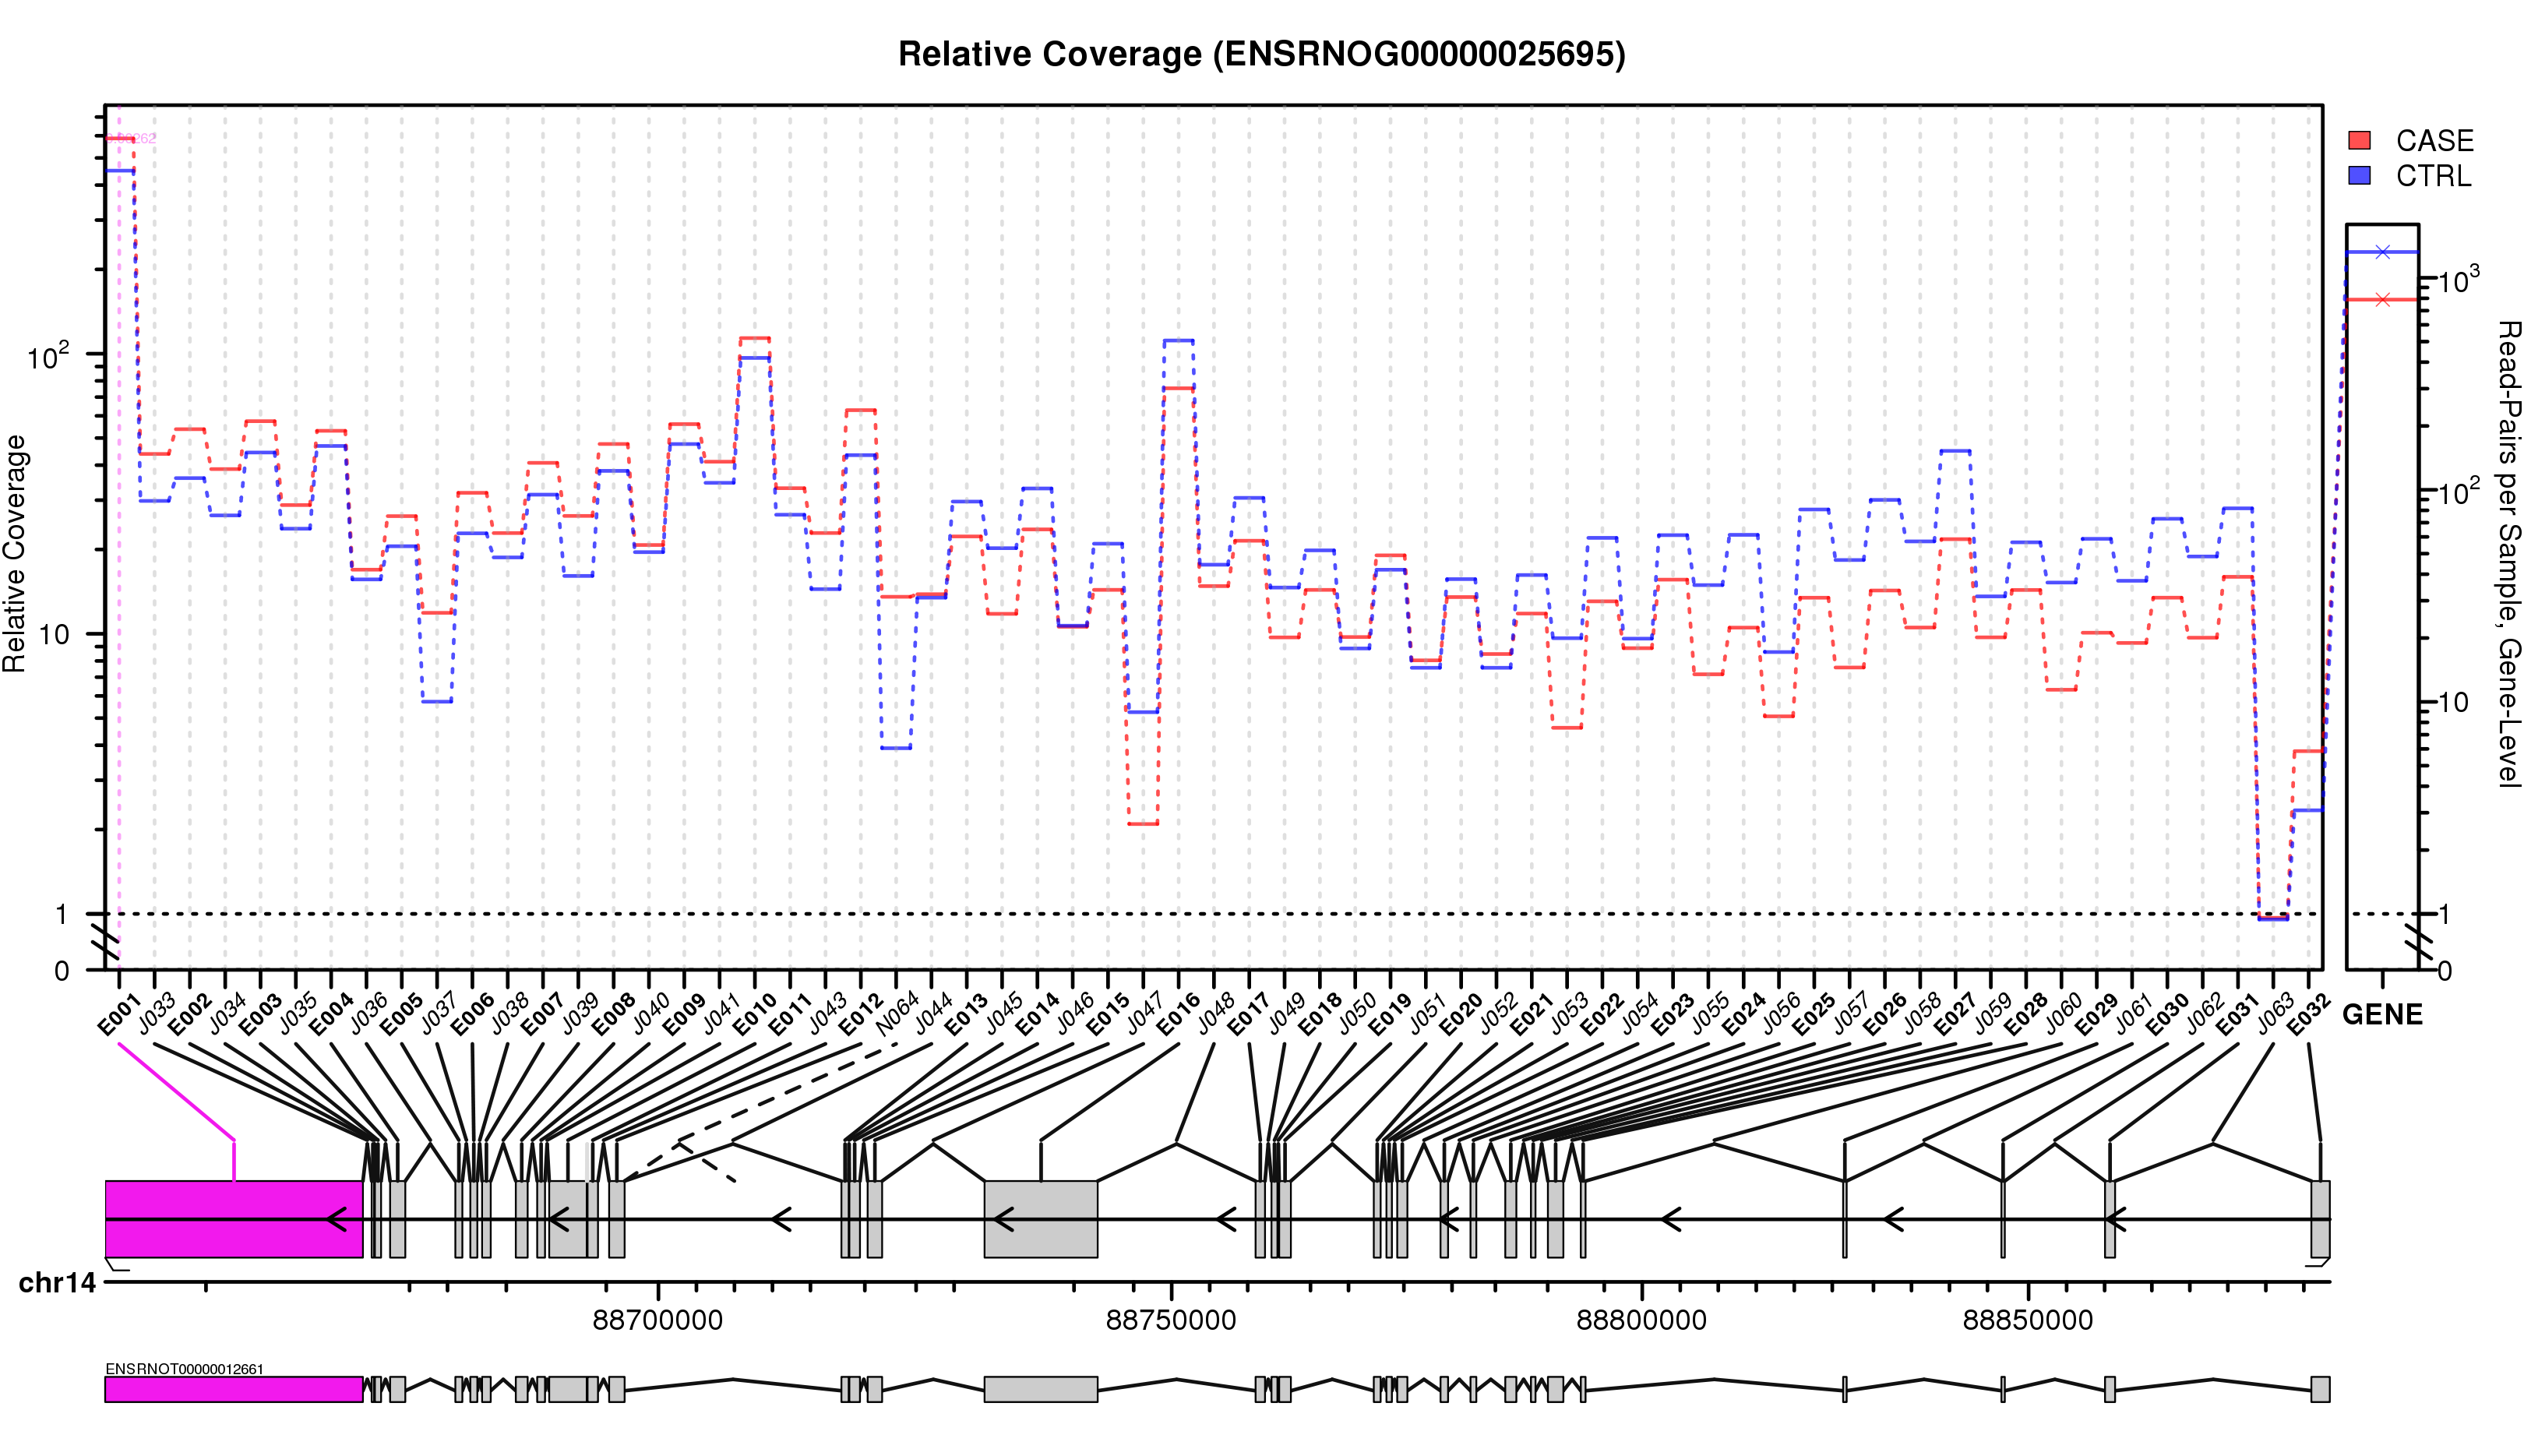 Relative Coverage (ENSRNOG00000025695)
CASE
CTRL
Relative Coverage
10²
10
1
0
10³
10²
10
1
0
Read-Pairs per Sample, Gene-Level
E001 J033 E002 J034 E003 J035 E004 J036 E005 J037 E006 J038 E007 J039 E008 J040 E009 J041 E010 E011 J043 E012 N064 J044 E013 J045 E014 J046 E015 J047 E016 J048 E017 J049 E018 J050 E019 J051 E020 J052 E021 J053 E022 J054 E023 J055 E024 J056 E025 J057 E026 J058 E027 J059 E028 J060 E029 J061 E030 J062 E031 J063 E032 GENE
chr14
88700000 88750000 88800000 88850000
ENSRNOT00000012661